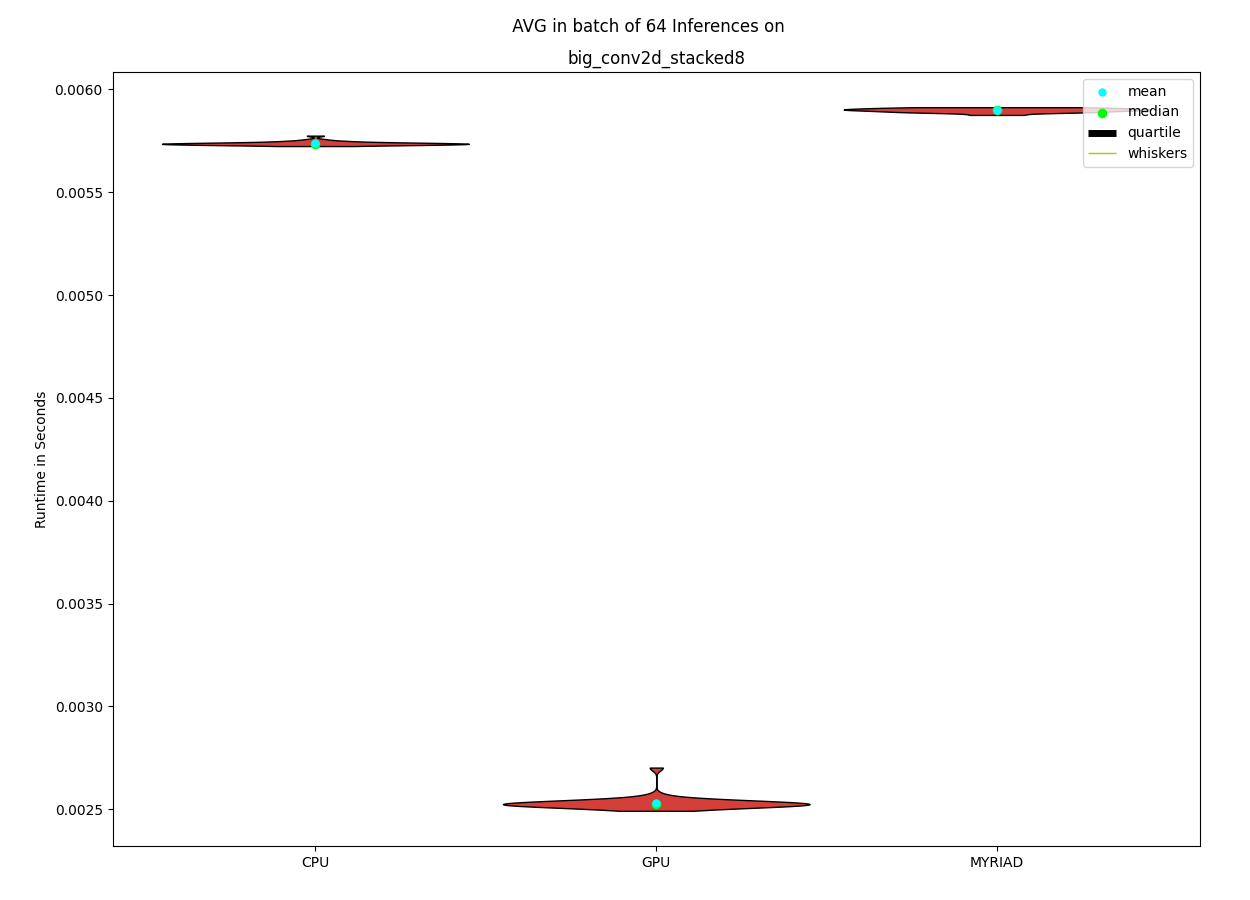 AVG in batch of 64 Inferences on
big_conv2d_stacked8
mean
median
quartile
whiskers
Runtime in Seconds
0.0060
0.0055
0.0050
0.0045
0.0040
0.0035
0.0030
0.0025
CPU
GPU
MYRIAD